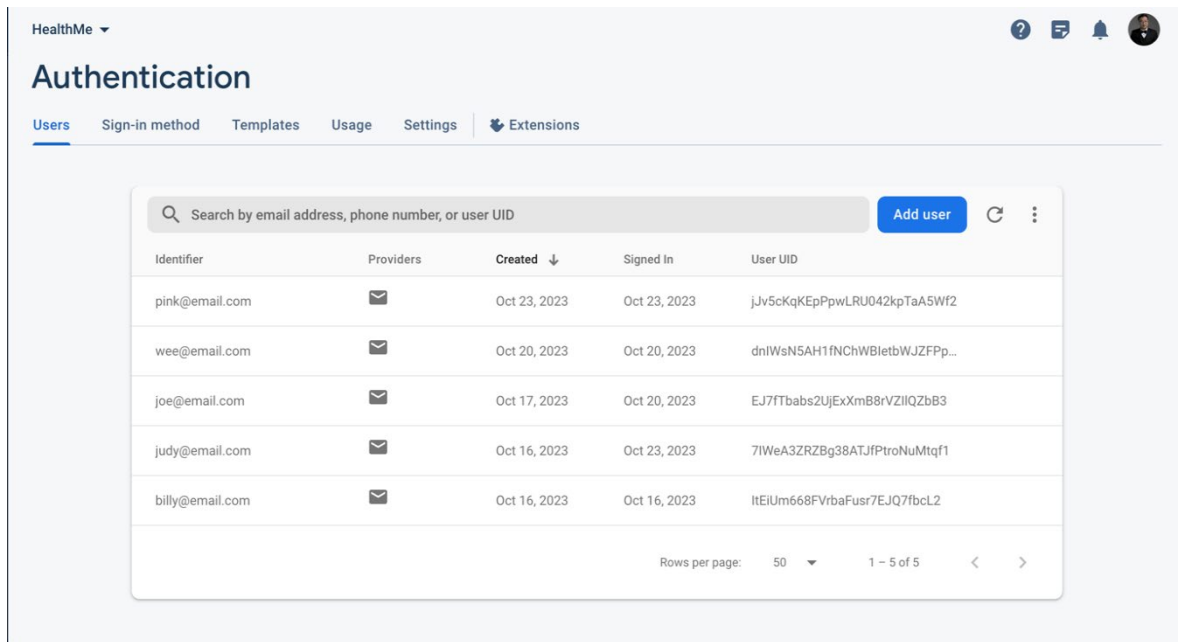 HealthMe
Authentication
Users Sign-in method Templates Usage Settings Extensions
Search by email address, phone number, or user UID Add user
Identifier Providers Created Signed In User UID
pink@email.com Oct 23, 2023 Oct 23, 2023 jJv5cKqKEpPpwLRU042kpTaA5Wf2
wee@email.com Oct 20, 2023 Oct 20, 2023 dnIWsN5AH1fNChWBIetbWJZFPp...
joe@email.com Oct 17, 2023 Oct 20, 2023 EJ7fTbabs2UjExXmB8rVZIlQZbB3
judy@email.com Oct 16, 2023 Oct 23, 2023 7IWeA3ZRZBg38ATJfPtroNuMtqf1
billy@email.com Oct 16, 2023 Oct 16, 2023 ItEiUm668FVrbaFusr7EJQ7fbcL2
Rows per page: 50 1 – 5 of 5